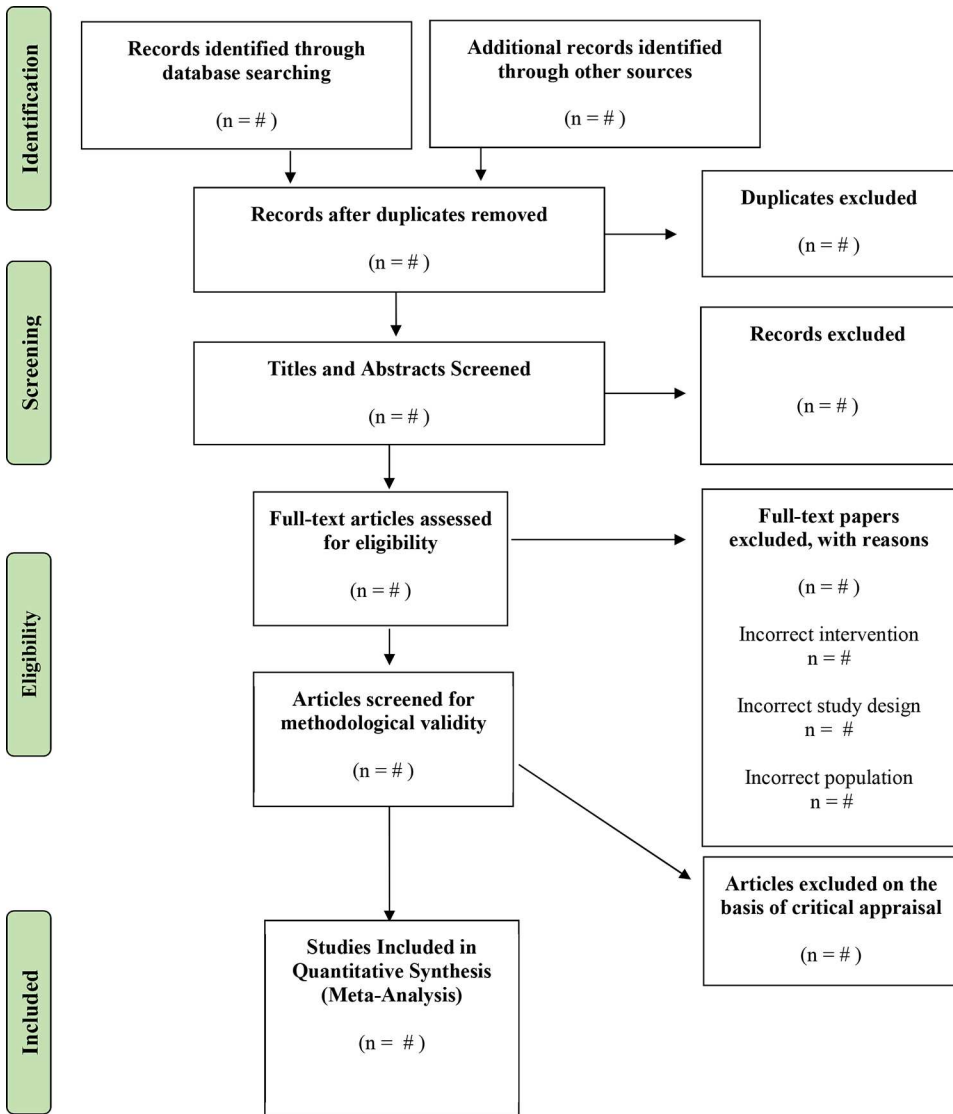 Identification
Records identified through
database searching
(n = # )
Additional records identified
through other sources
(n = # )
Records after duplicates removed
(n = # )
Duplicates excluded
(n = # )
Screening
Titles and Abstracts Screened
(n = # )
Records excluded
(n = # )
Eligibility
Full-text articles assessed
for eligibility
(n = # )
Full-text papers
excluded, with reasons
(n = # )
Incorrect intervention
n = #
Incorrect study design
n =  #
Incorrect population
n = #
Articles screened for
methodological validity
(n = # )
Articles excluded on the
basis of critical appraisal
(n = # )
Included
Studies Included in
Quantitative Synthesis
(Meta-Analysis)
(n =  # )